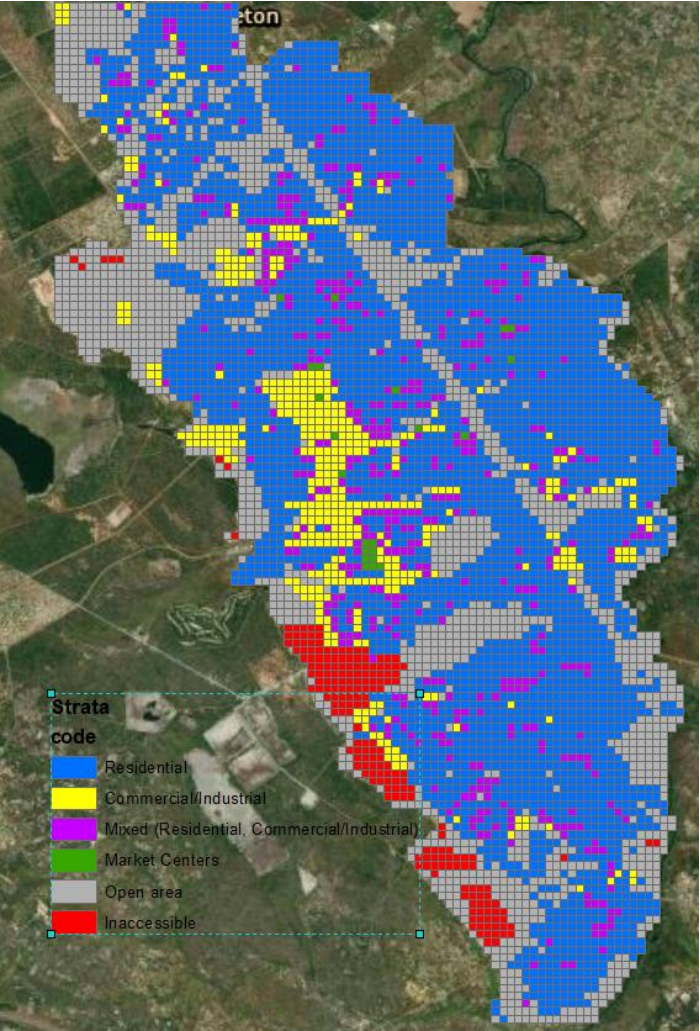 eton
Strata
code
Residential
Commercial/Industrial
Mixed (Residential, Commercial/Industrial)
Market Centers
Open area
Inaccessible